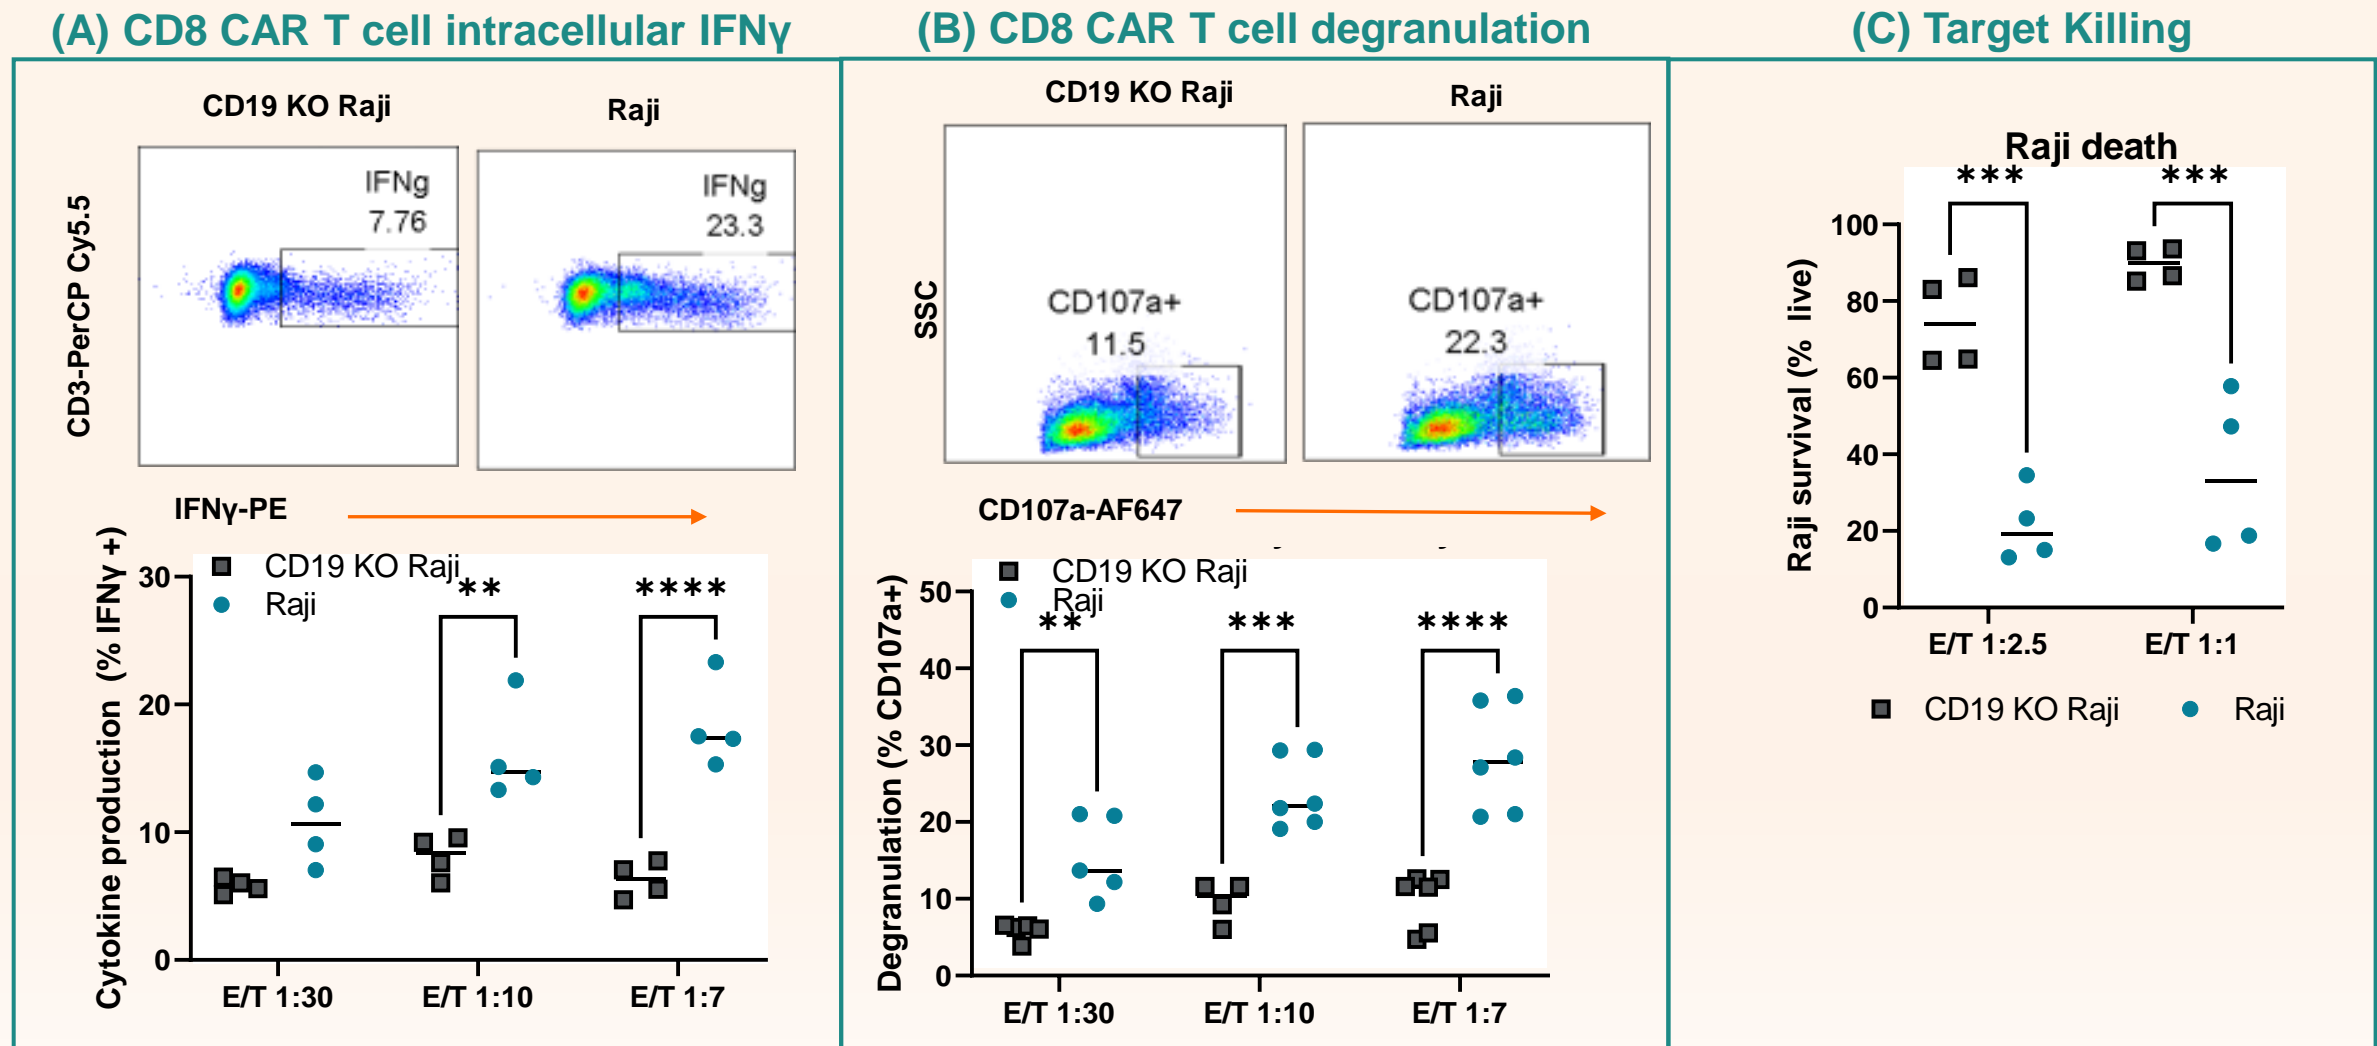 (A) CD8 CAR T cell intracellular IFNγ
CD19 KO Raji
Raji
CD3-PerCP Cy5.5
IFNg
7.76
IFNg
23.3
IFNγ-PE
Cytokine production (% IFNγ +)
CD19 KO Raji
Raji
**
****
30
20
10
0
E/T 1:30
E/T 1:10
E/T 1:7
(B) CD8 CAR T cell degranulation
CD19 KO Raji
Raji
SSC
CD107a+
11.5
CD107a+
22.3
CD107a-AF647
Degranulation (% CD107a+)
CD19 KO Raji
Raji
**
***
****
50
40
30
20
10
0
E/T 1:30
E/T 1:10
E/T 1:7
(C) Target Killing
Raji death
***
***
Raji survival (% live)
100
80
60
40
20
0
E/T 1:2.5
E/T 1:1
CD19 KO Raji
Raji